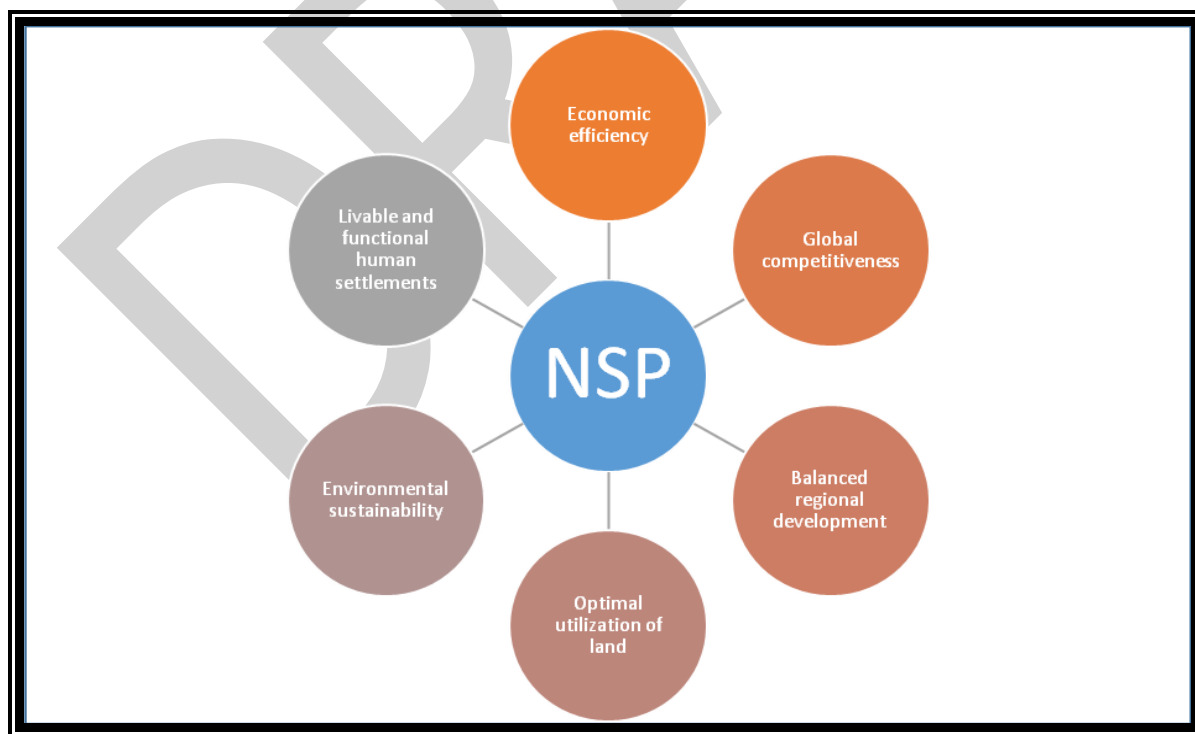 Economic
efficiency
Global
competitiveness
Balanced
regional
development
Optimal
utilization of
land
Environmental
sustainability
Livable and
functional
human
settlements
NSP